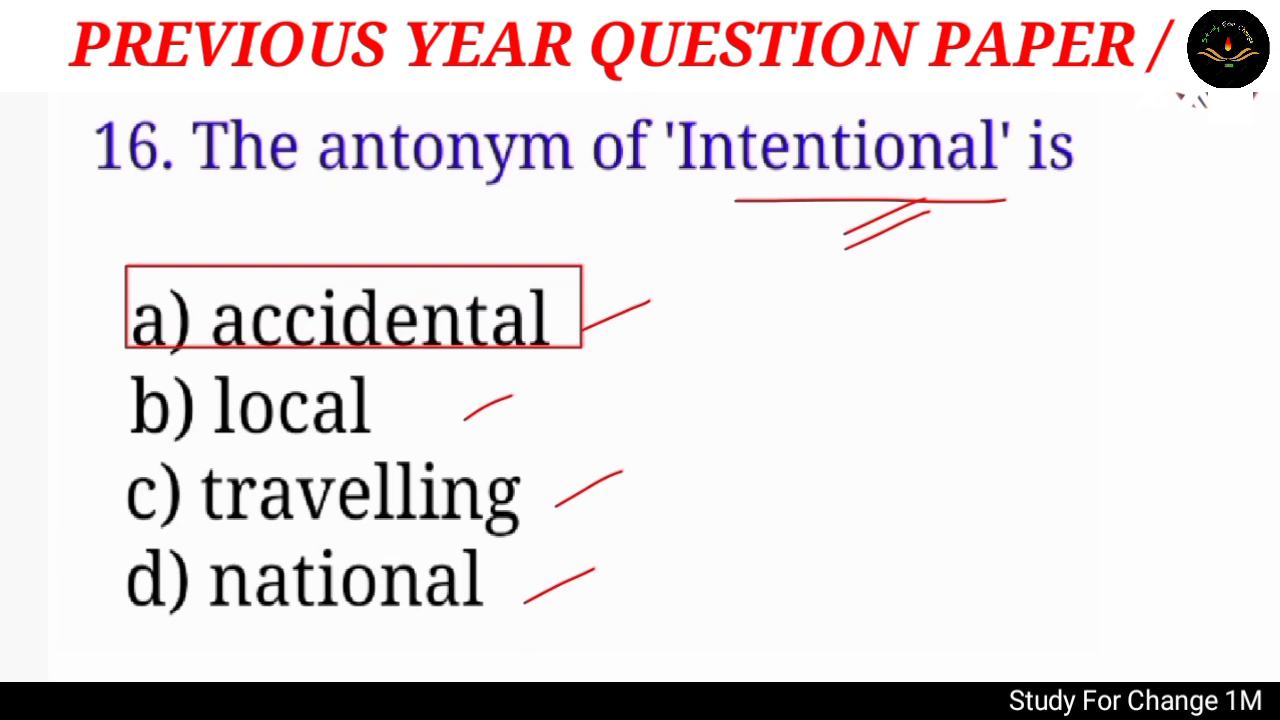 PREVIOUS YEAR QUESTION PAPER /
16. The antonym of 'Intentional' is
a) accidental
b) local
c) travelling
d) national
Study For Change 1M